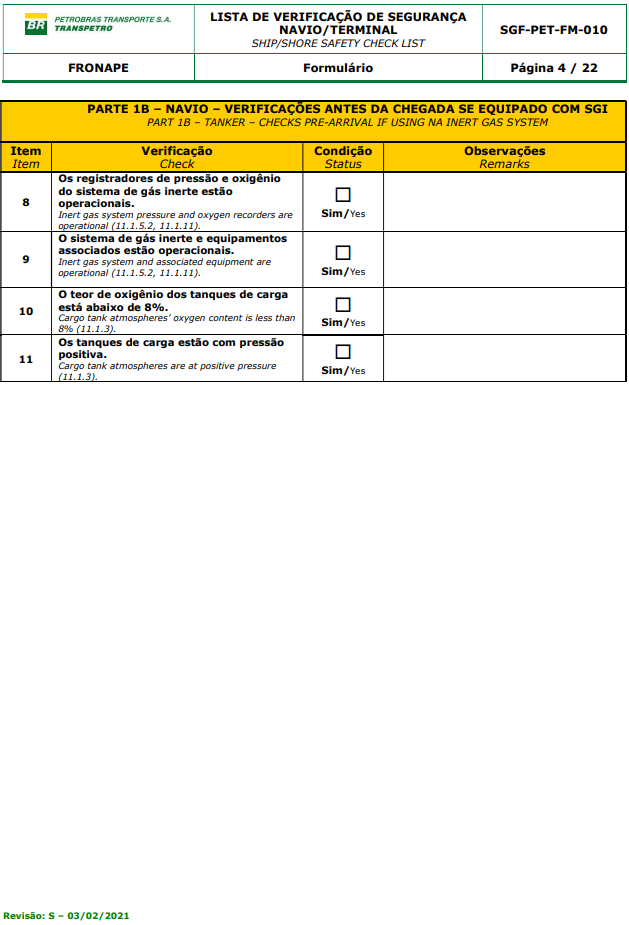 BR
PETROBRAS TRANSPORTE S.A.
TRANSPETRO
LISTA DE VERIFICAÇÃO DE SEGURANÇA
NAVIO/TERMINAL
SHIP/SHORE SAFETY CHECK LIST
SGF-PET-FM-010
FRONAPE
Formulário
Página 4 / 22
PARTE 1B – NAVIO – VERIFICAÇÕES ANTES DA CHEGADA SE EQUIPADO COM SGI
PART 1B – TANKER – CHECKS PRE-ARRIVAL IF USING NA INERT GAS SYSTEM
Item
Item
Verificação
Check
Condição
Status
Observações
Remarks
8
Os registradores de pressão e oxigênio
do sistema de gás inerte estão
operacionais.
Inert gas system pressure and oxygen recorders are
operational (11.1.5.2, 11.1.11).
☐
Sim/Yes
9
O sistema de gás inerte e equipamentos
associados estão operacionais.
Inert gas system and associated equipment are
operational (11.1.5.2, 11.1.11).
☐
Sim/Yes
10
O teor de oxigênio dos tanques de carga
está abaixo de 8%.
Cargo tank atmospheres’ oxygen content is less than
8% (11.1.3).
☐
Sim/Yes
11
Os tanques de carga estão com pressão
positiva.
Cargo tank atmospheres are at positive pressure
(11.1.3).
☐
Sim/Yes
Revisão: S – 03/02/2021